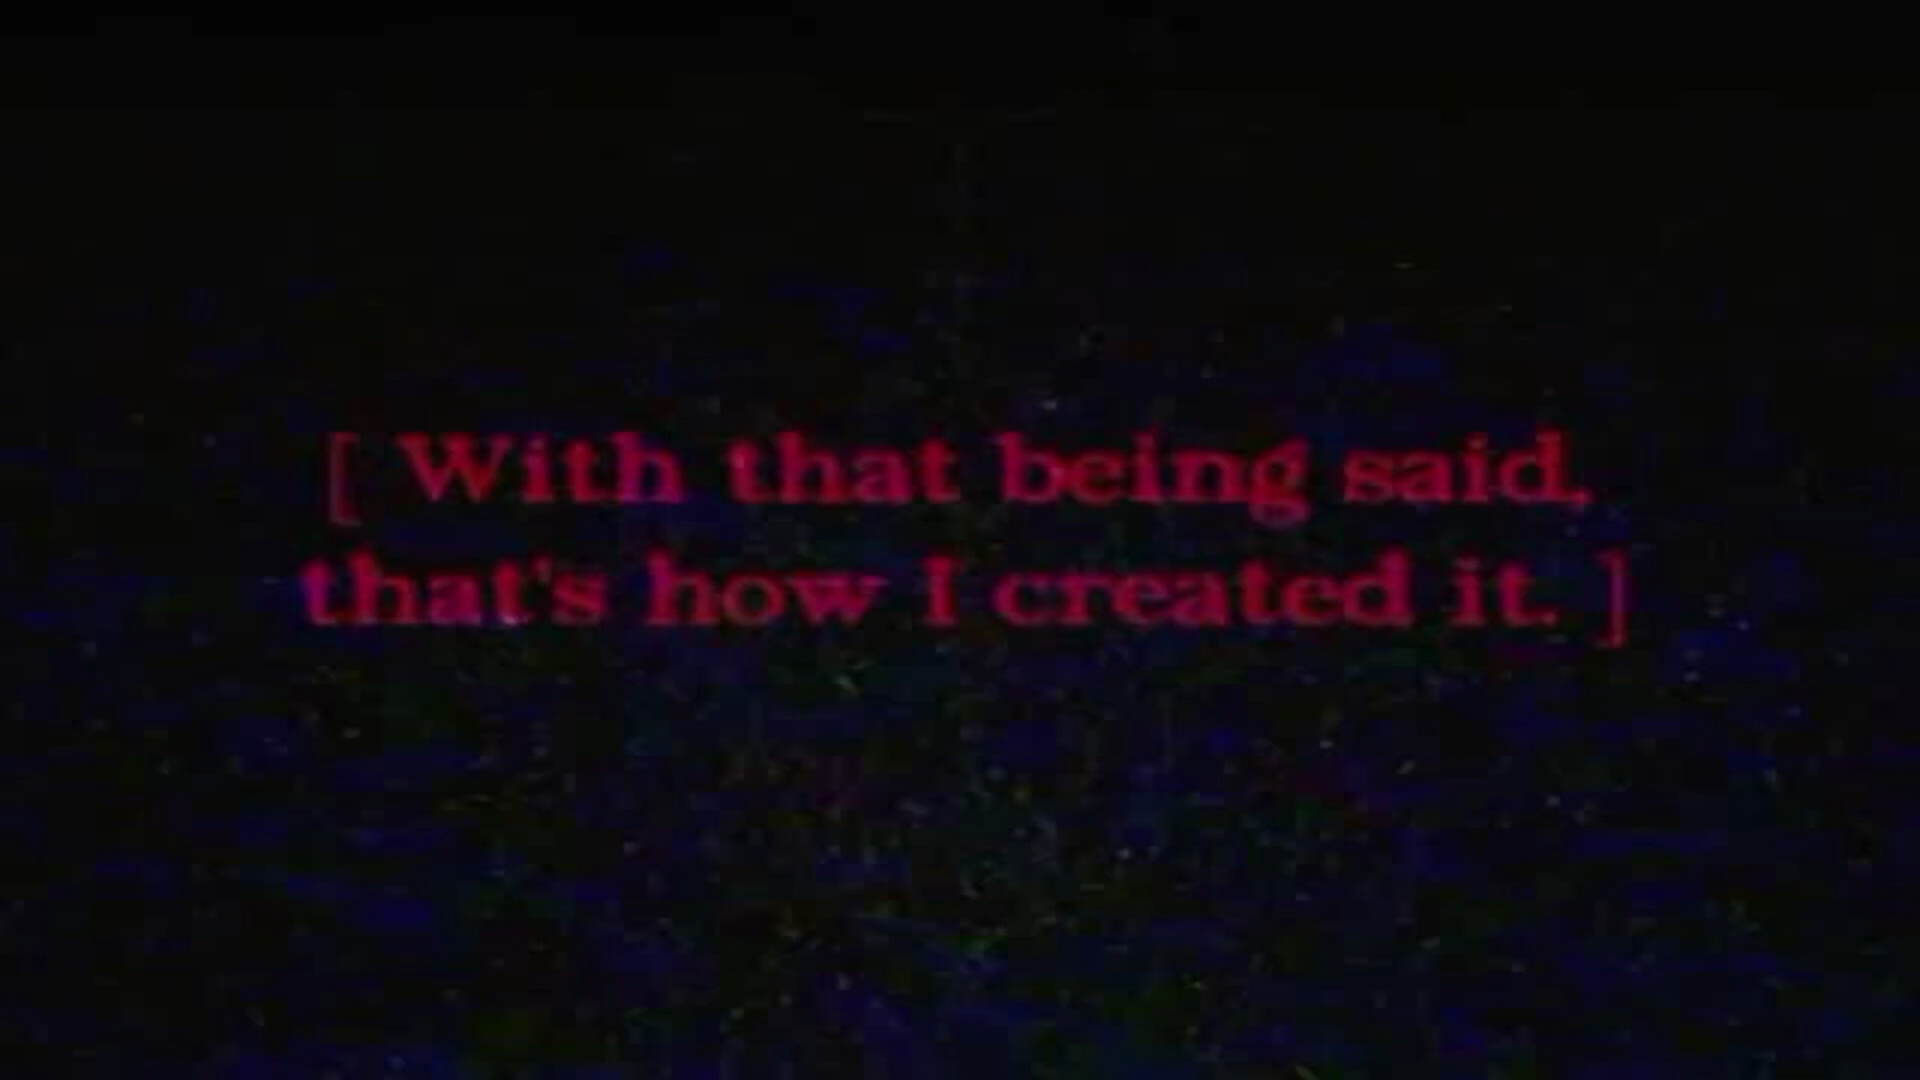 [ With that being said,
that's how I created it. ]